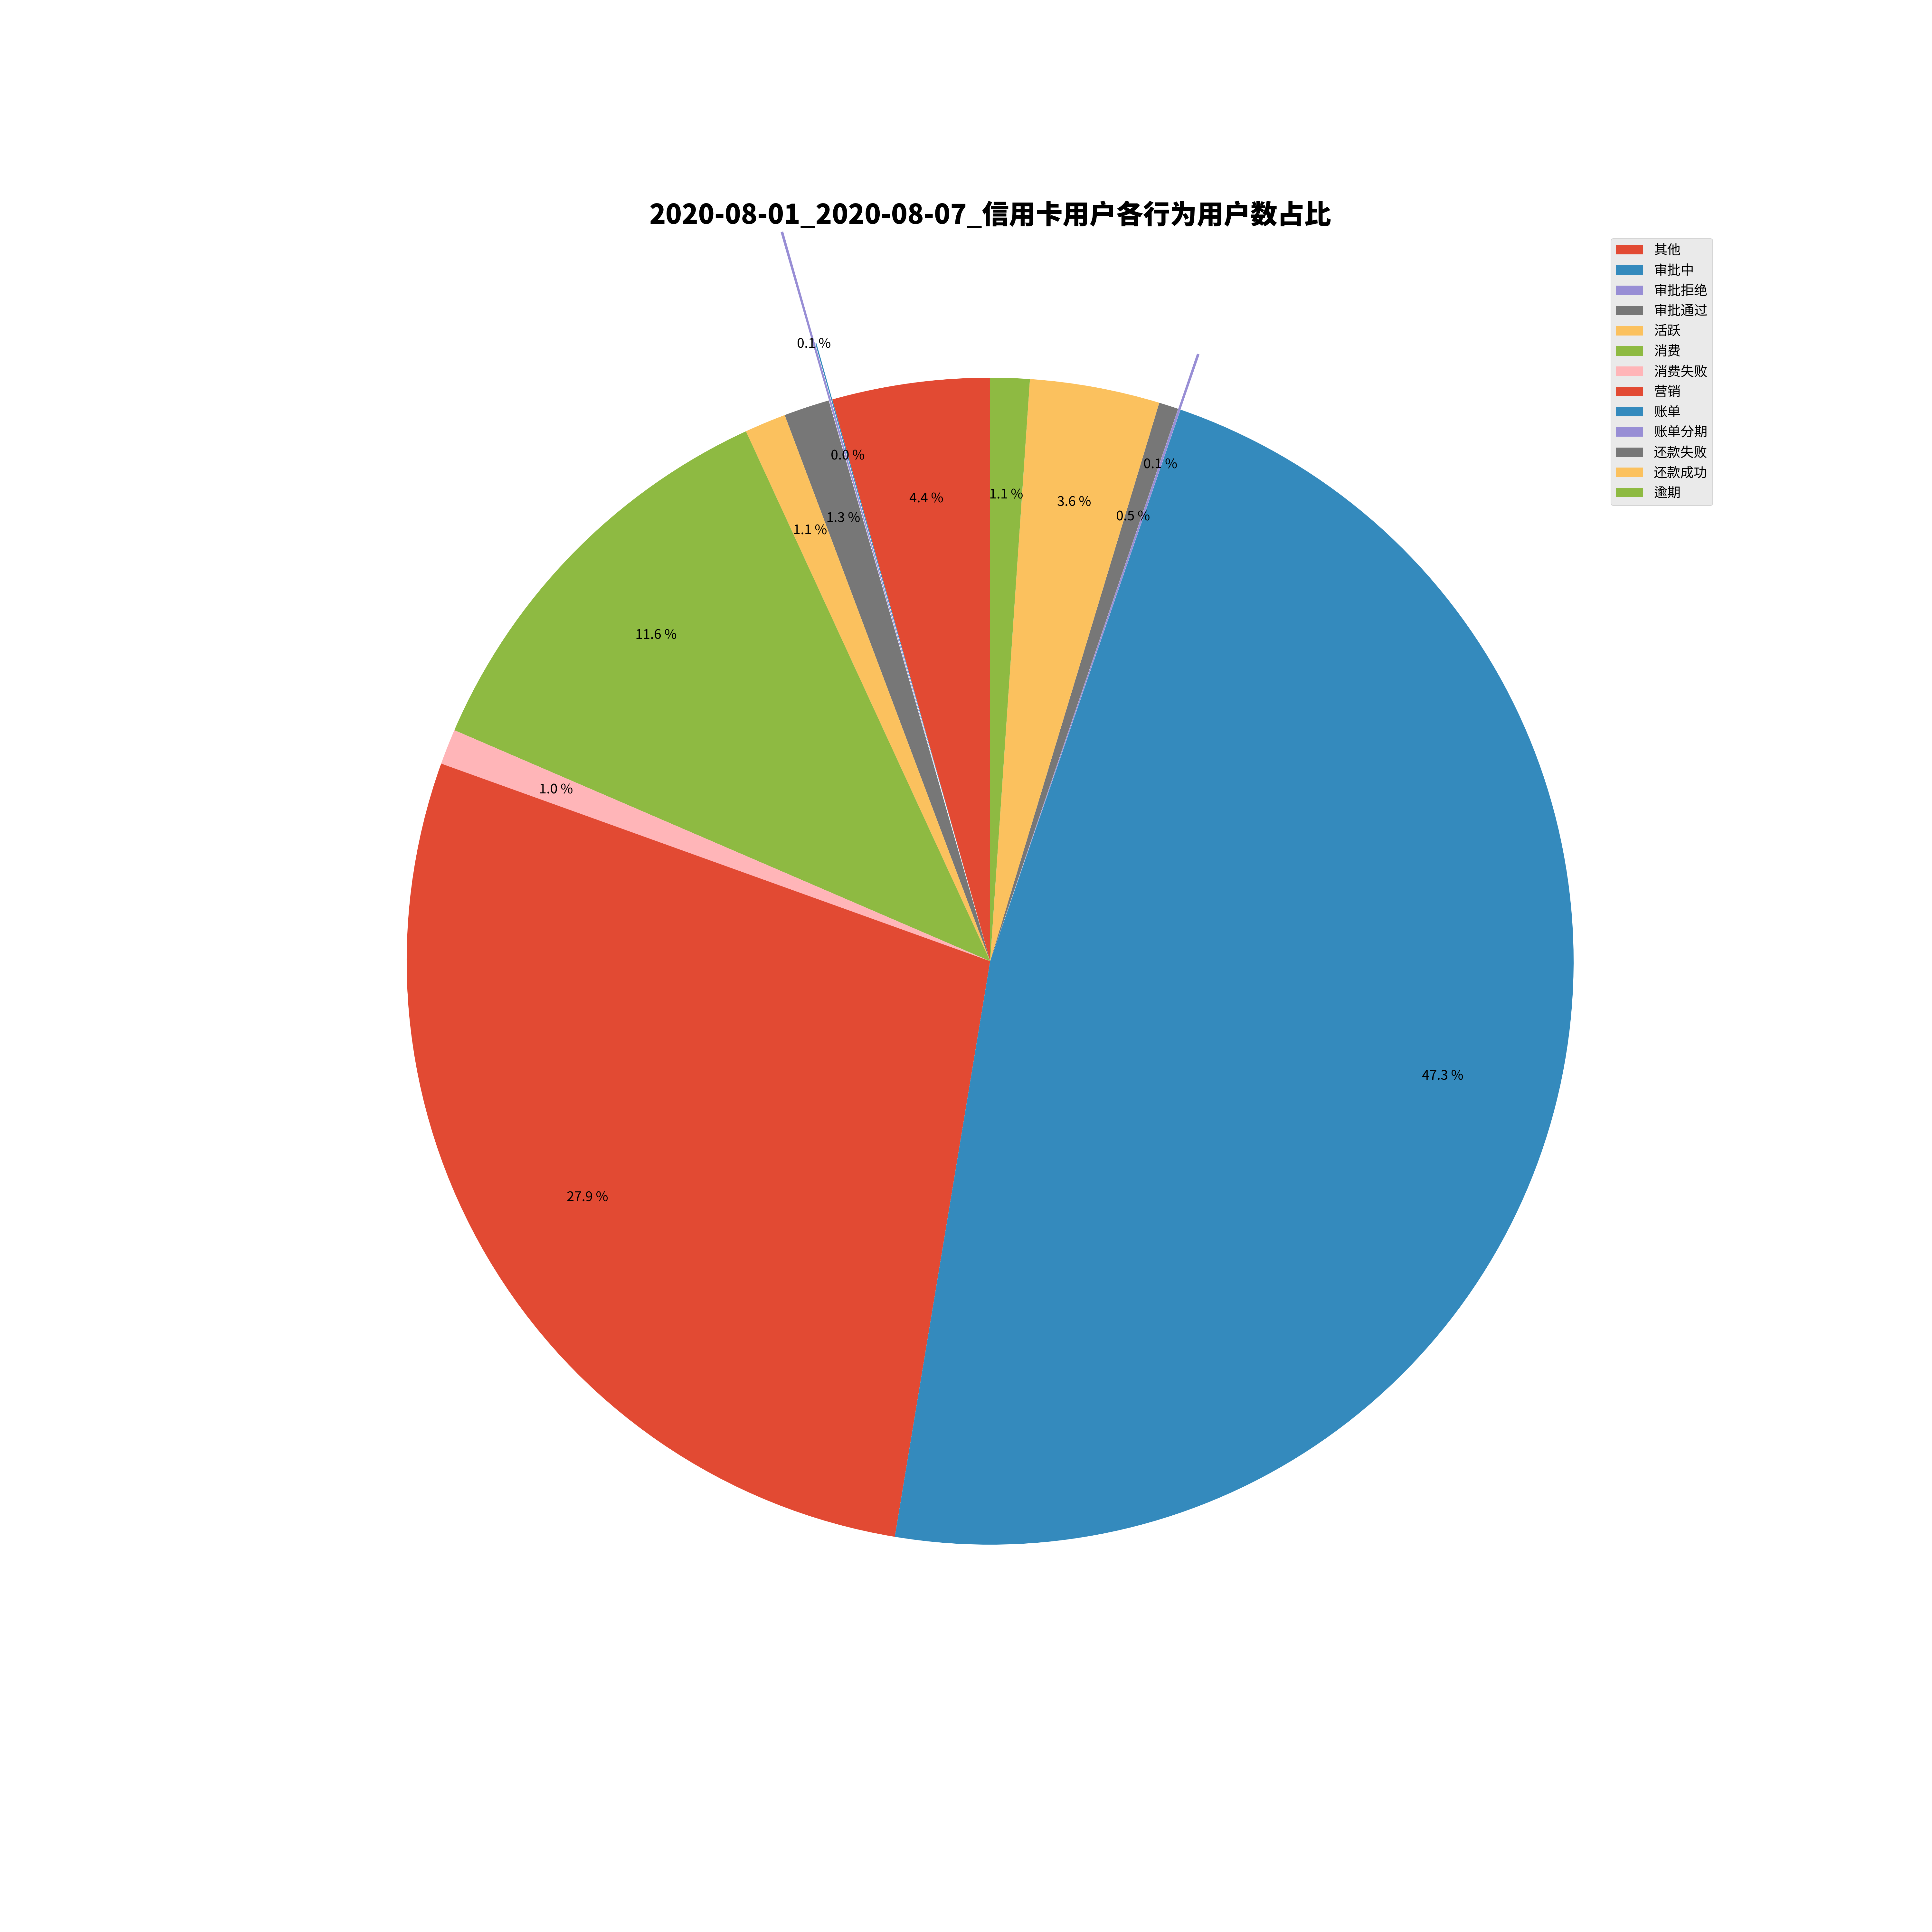 2020-08-01_2020-08-07_信用卡用户各行为用户数占比
其他
审批中
审批拒绝
审批通过
活跃
消费
消费失败
营销
账单
账单分期
还款失败
还款成功
逾期
0.1 %
0.0 %
0.1 %
4.4 %
1.1 %
3.6 %
0.5 %
1.3 %
1.1 %
11.6 %
1.0 %
47.3 %
27.9 %